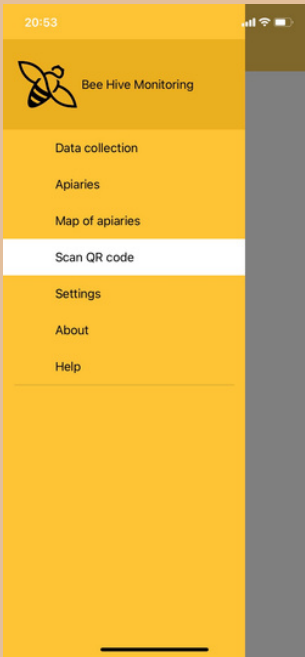 20:53
Bee Hive Monitoring
Data collection
Apiaries
Map of apiaries
Scan QR code
Settings
About
Help